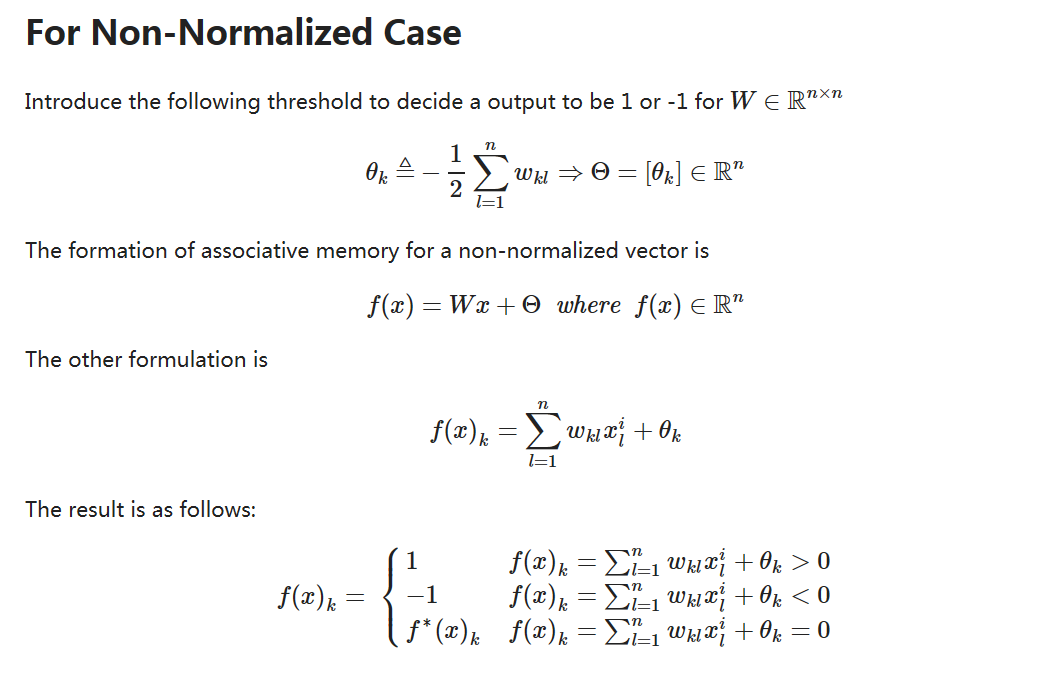 For Non-Normalized Case
Introduce the following threshold to decide a output to be 1 or -1 for $W \in \mathbb{R}^{n \times n}$
$\theta_k \triangleq -\frac{1}{2} \sum_{l=1}^{n} w_{kl} \Rightarrow \Theta = [\theta_k] \in \mathbb{R}^n$
The formation of associative memory for a non-normalized vector is
$f(x) = Wx + \Theta \;\; where \;\; f(x) \in \mathbb{R}^n$
The other formulation is
$f(x)_k = \sum_{l=1}^{n} w_{kl} x_l^i + \theta_k$
The result is as follows:
$f(x)_k = \begin{cases} 1 & f(x)_k = \sum_{l=1}^{n} w_{kl} x_l^i + \theta_k > 0 \\ -1 & f(x)_k = \sum_{l=1}^{n} w_{kl} x_l^i + \theta_k < 0 \\ f^*(x)_k & f(x)_k = \sum_{l=1}^{n} w_{kl} x_l^i + \theta_k = 0 \end{cases}$